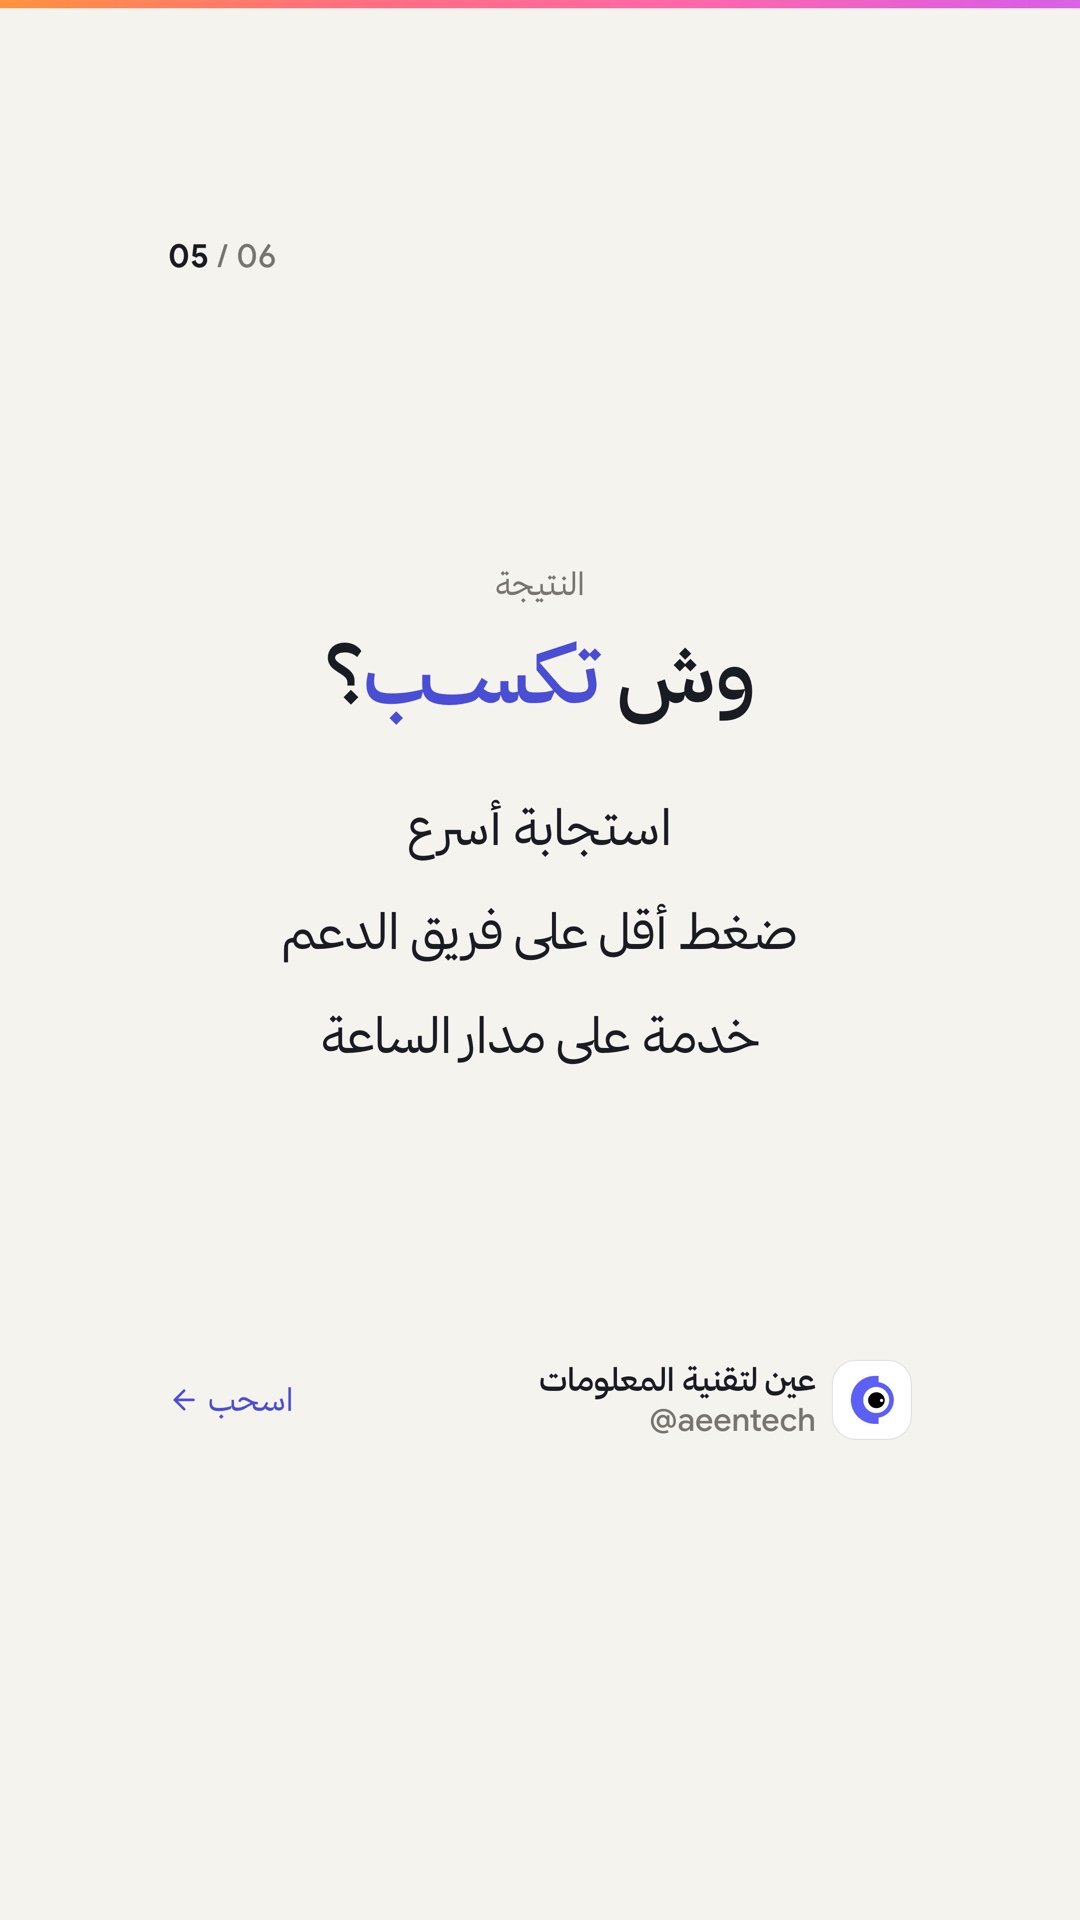 05 / 06
النتيجة
وش تكسب؟
استجابة أسرع
ضغط أقل على فريق الدعم
خدمة على مدار الساعة
عين لتقنية المعلومات
@aeentech
اسحب ←